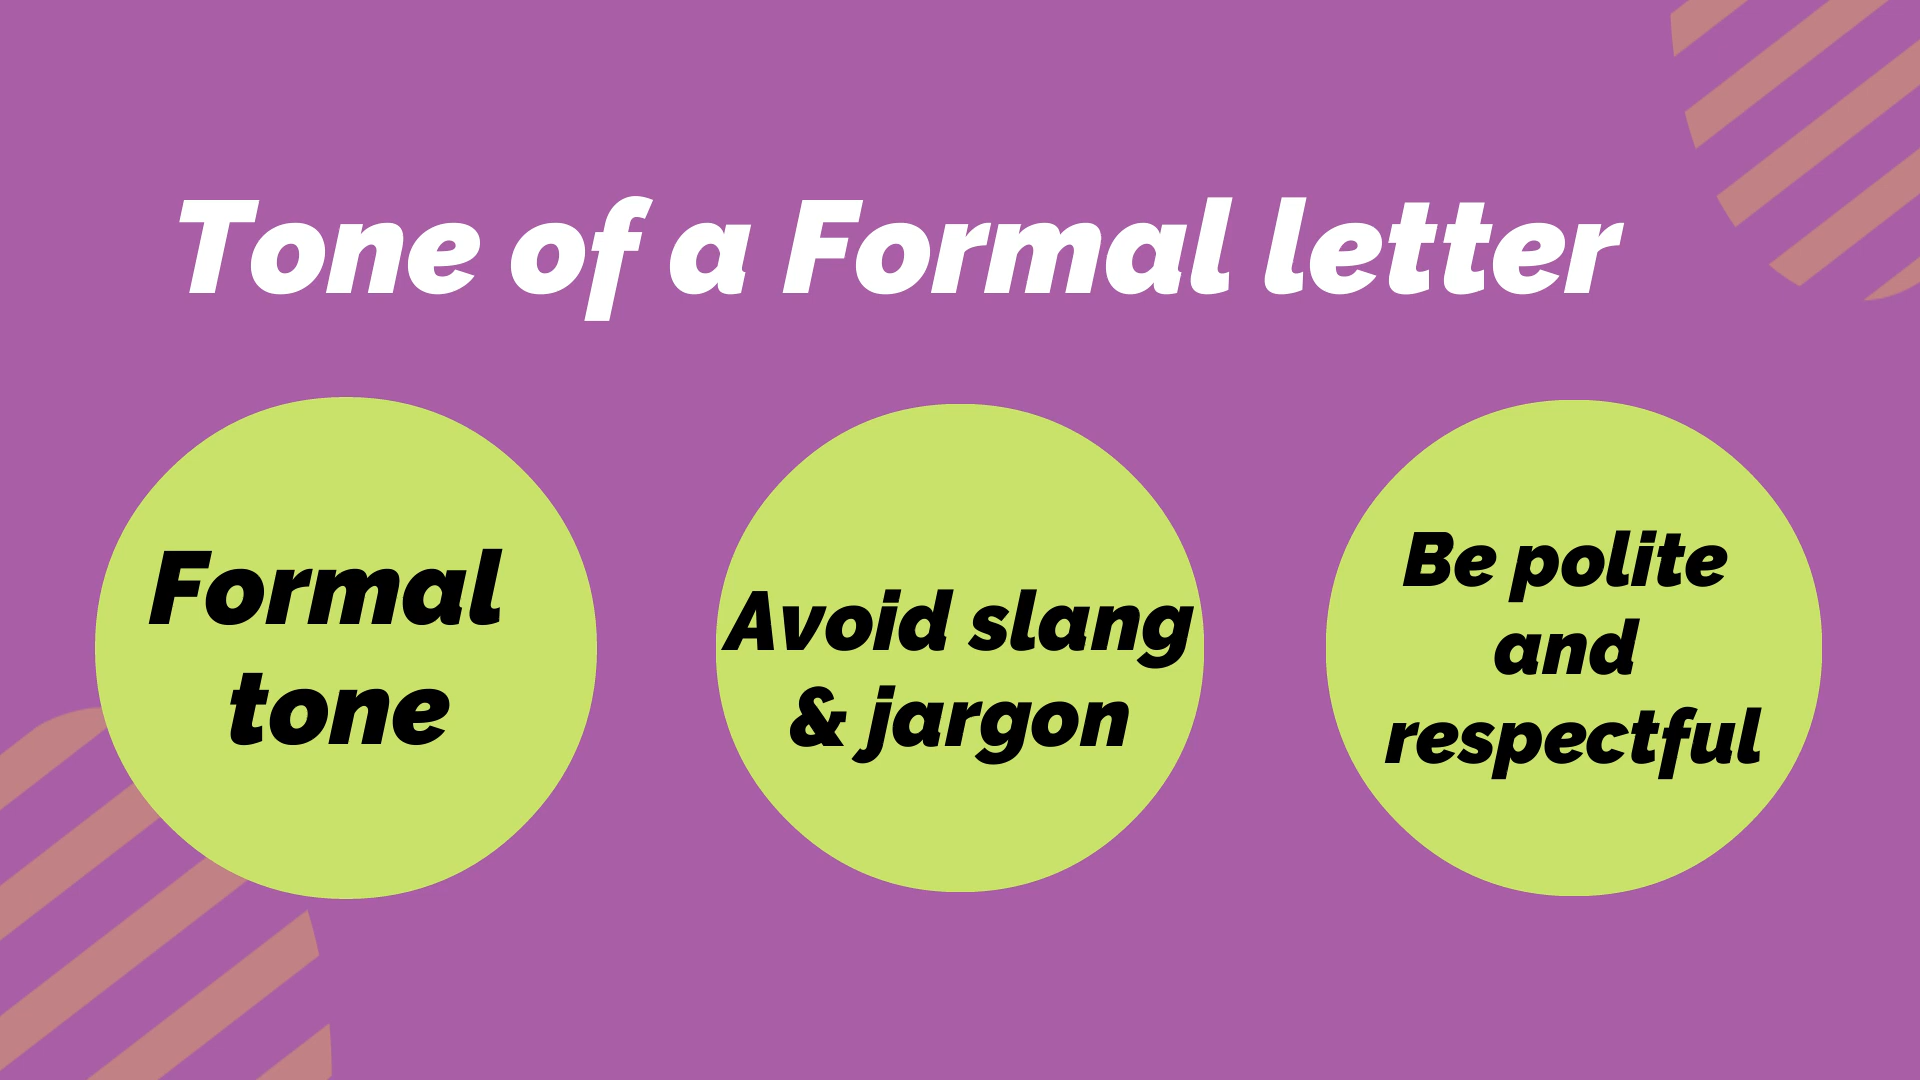 Tone of a Formal letter
Formal
tone
Avoid slang
& jargon
Be polite
and
respectful